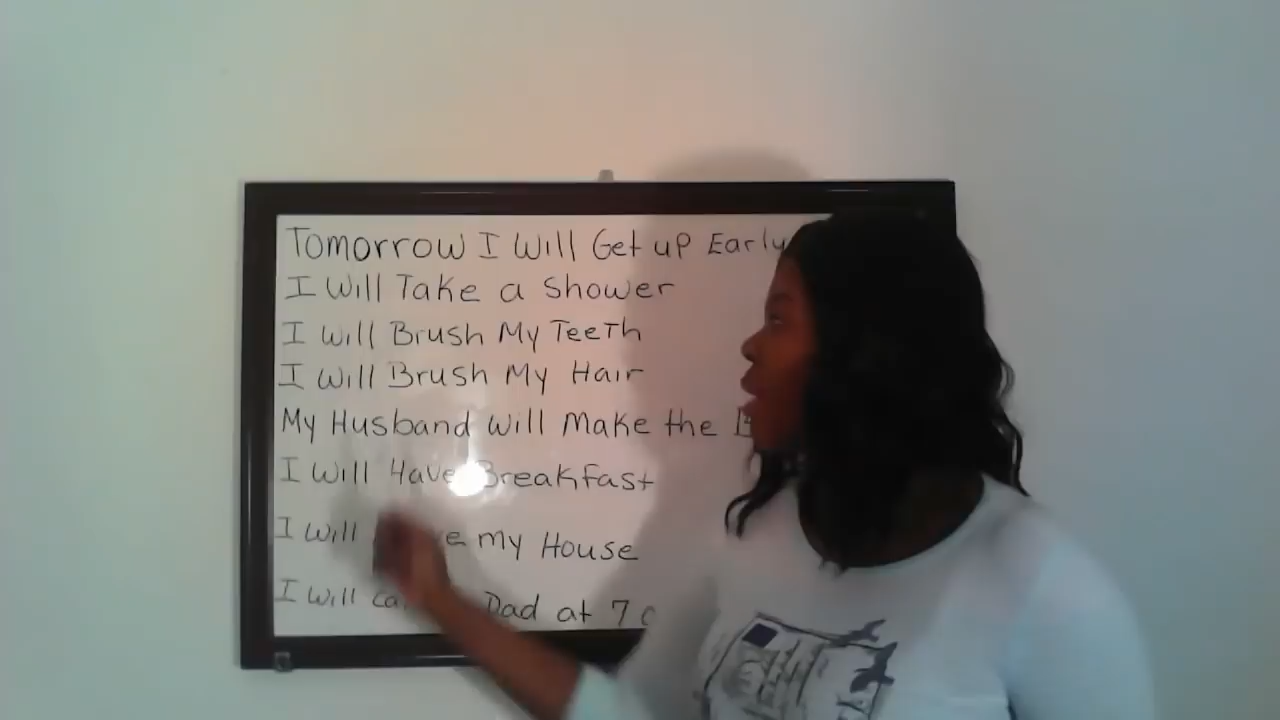 Tomorrow I Will Get up Early
I Will Take a Shower
I Will Brush My Teeth
I Will Brush My Hair
My Husband Will Make the
I Will Have Breakfast
I Will my House
I Will Dad at 7